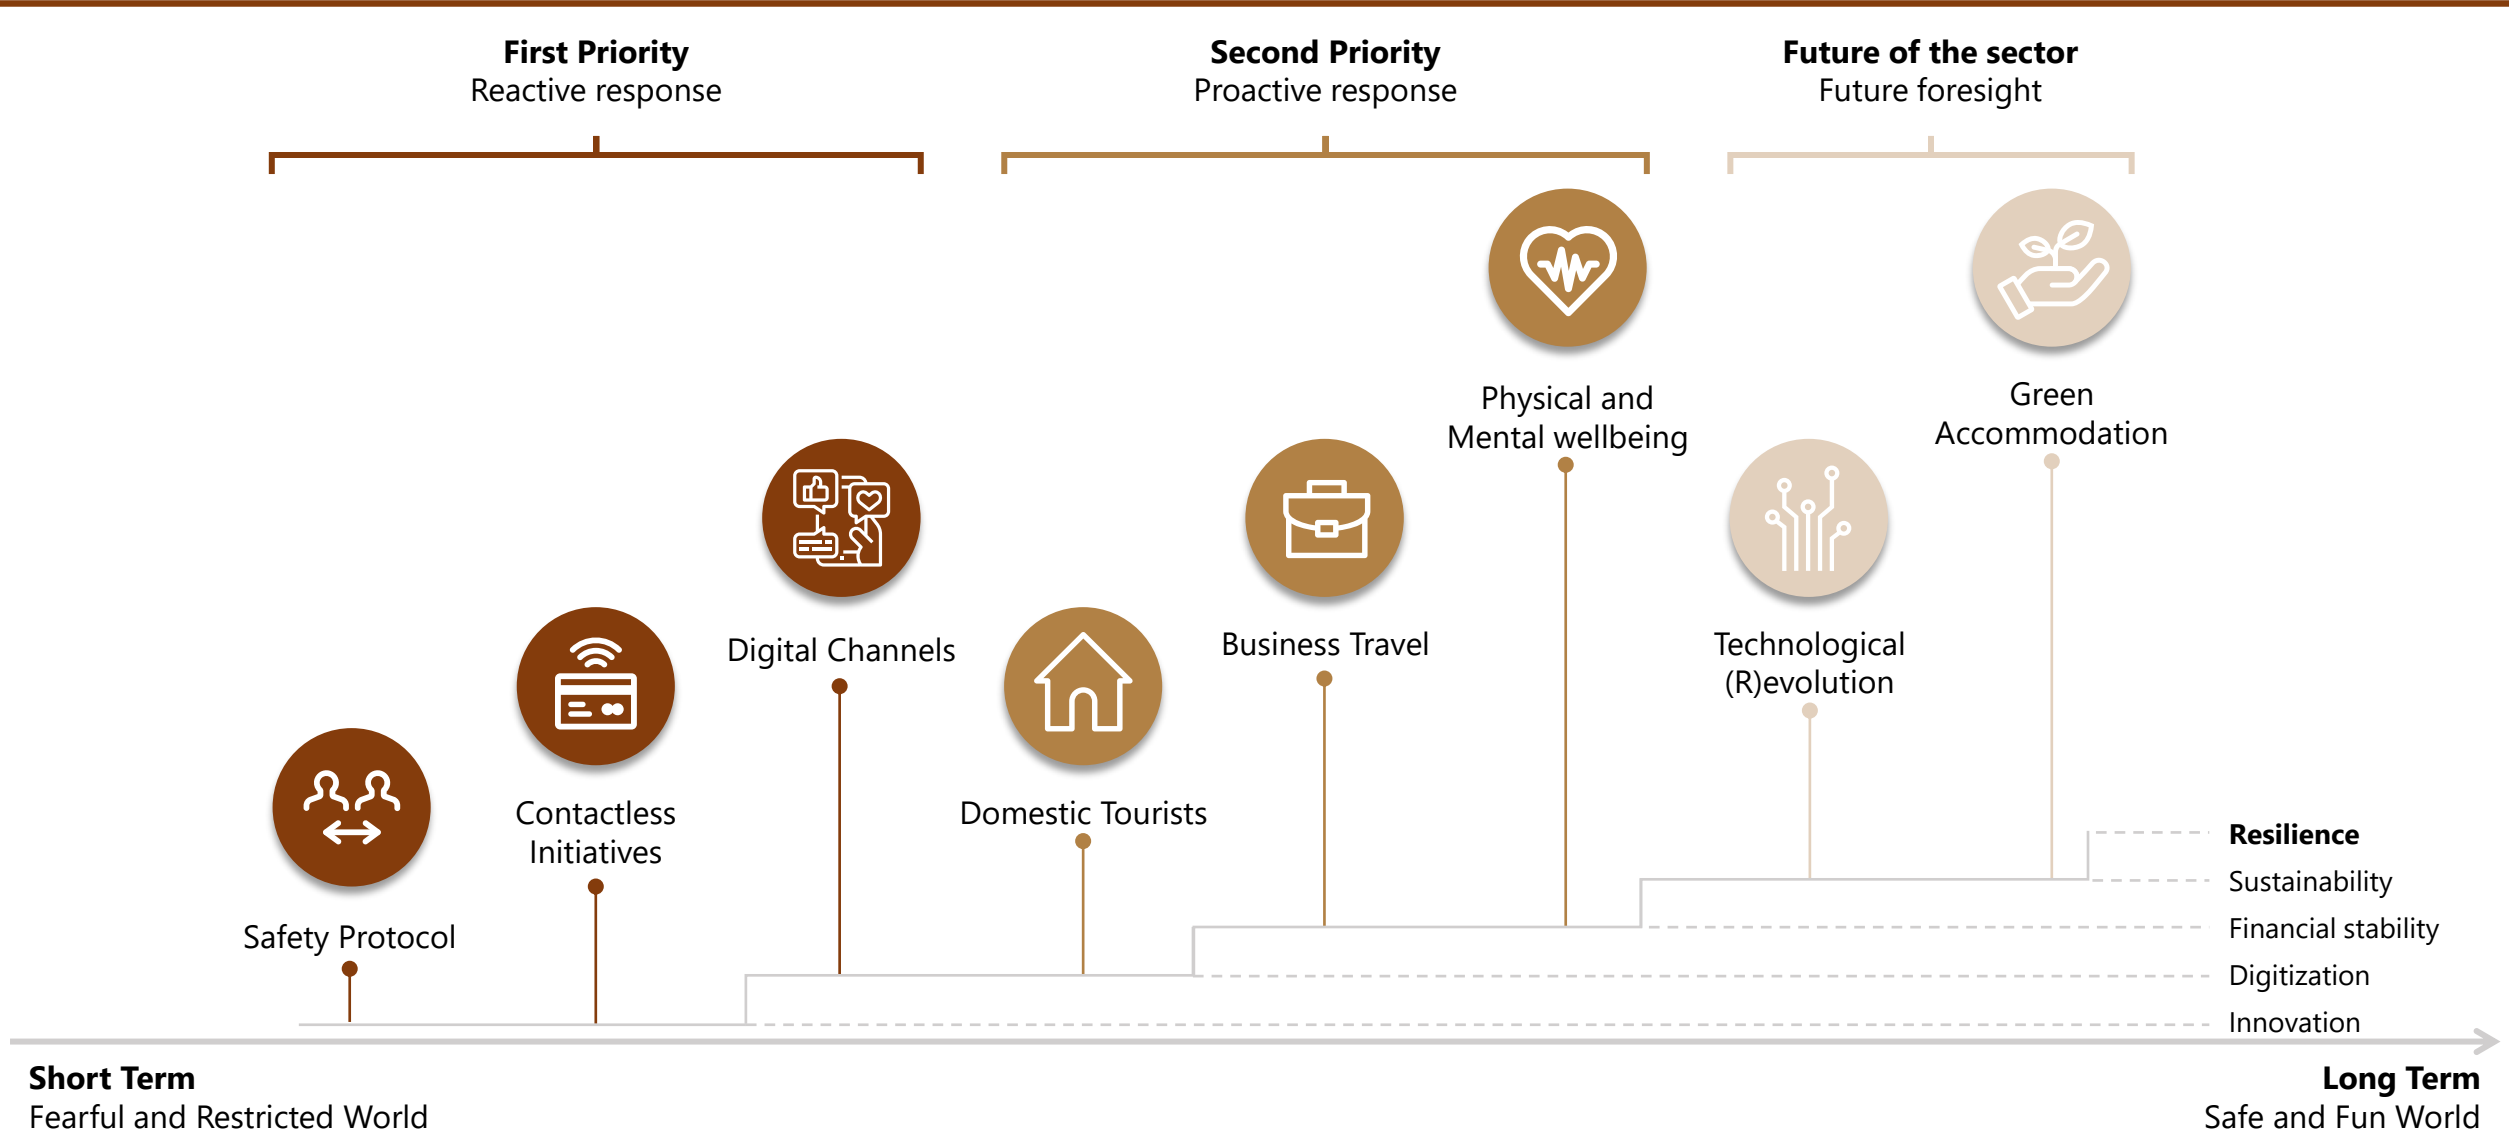 First Priority
Reactive response
Second Priority
Proactive response
Future of the sector
Future foresight
Safety Protocol
Contactless
Initiatives
Digital Channels
Domestic Tourists
Business Travel
Physical and
Mental wellbeing
Technological
(R)evolution
Green
Accommodation
Resilience
Sustainability
Financial stability
Digitization
Innovation
Short Term
Fearful and Restricted World
Long Term
Safe and Fun World